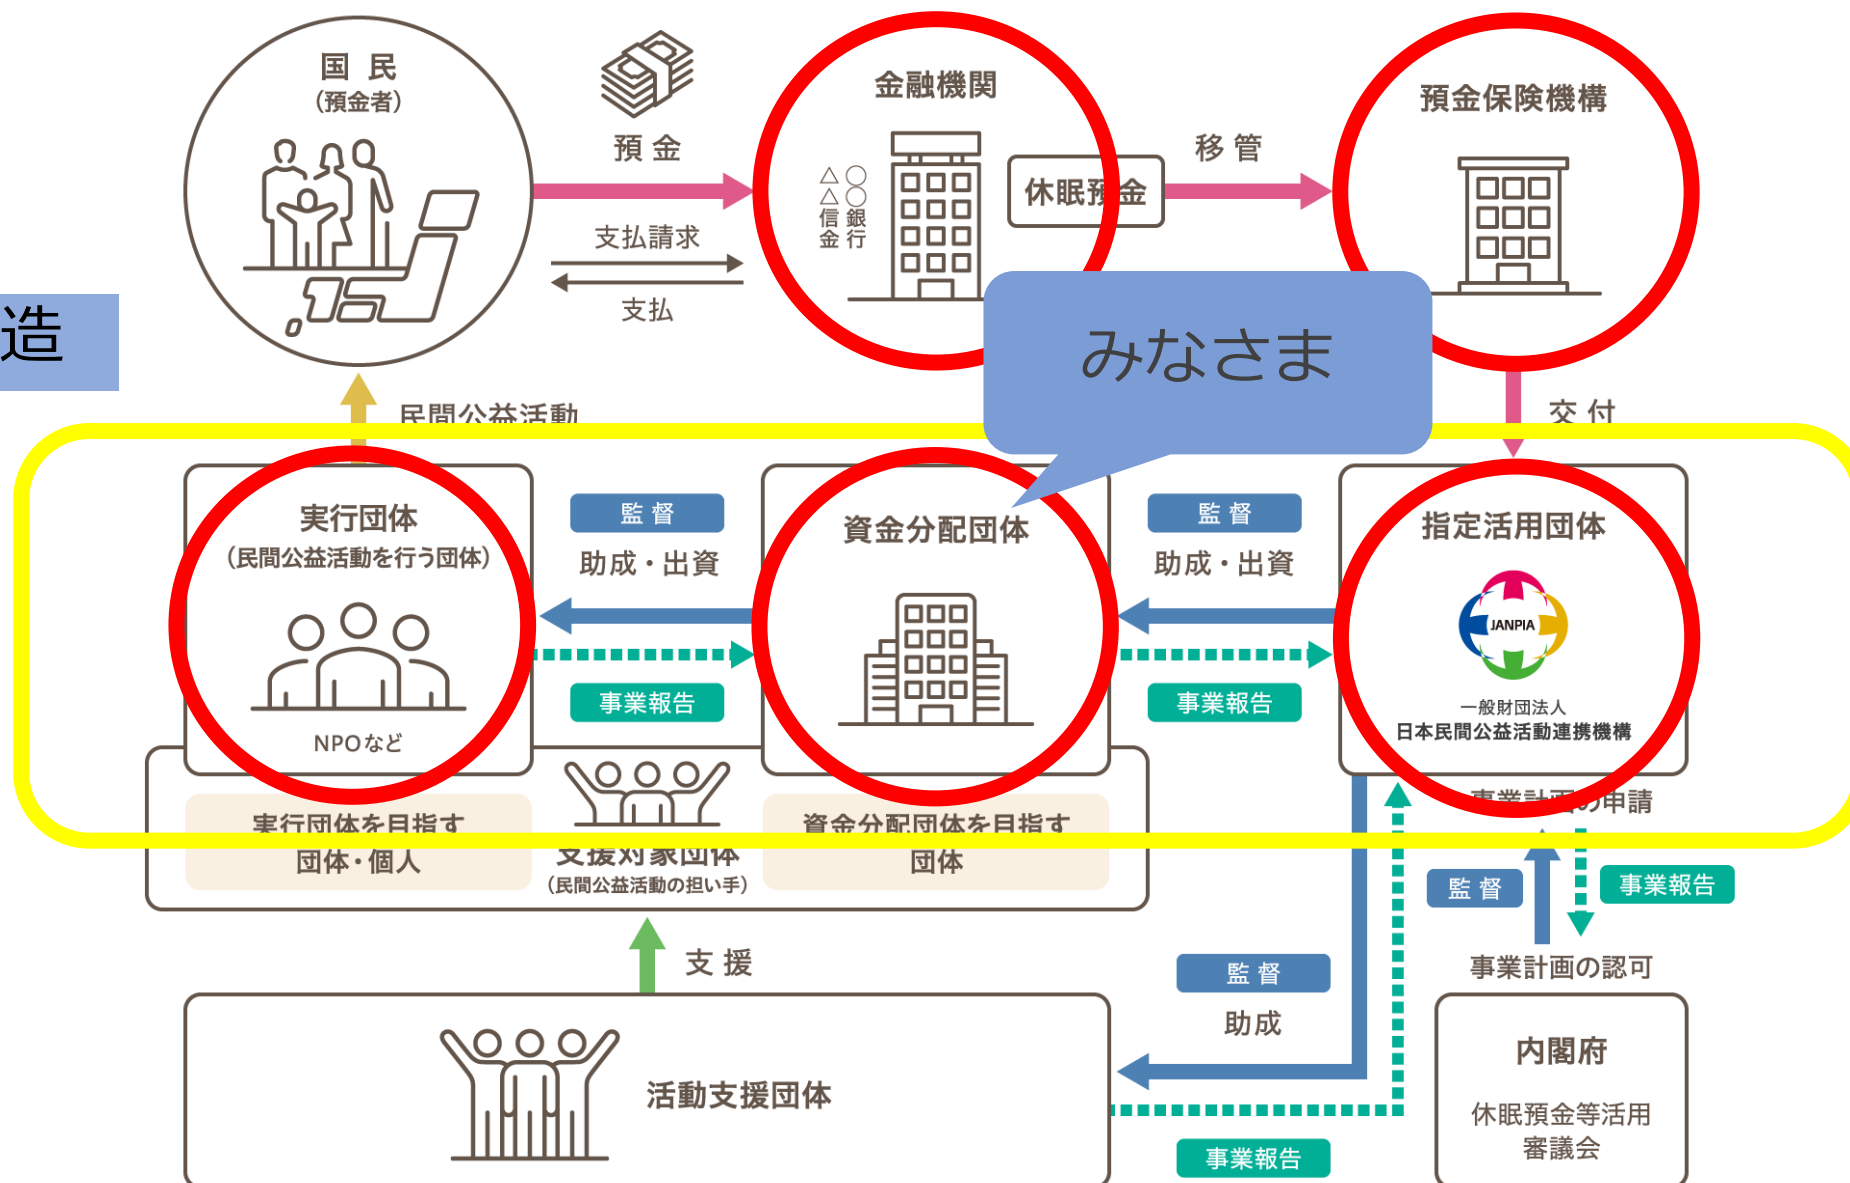 国 民
（預金者）
預 金
支払請求
支払
金融機関
△△信金
〇〇銀行
休眠預金
移 管
預金保険機構
造
みなさま
民間公益活動
交 付
実行団体
（民間公益活動を行う団体）
NPOなど
監 督
助成・出資
事業報告
資金分配団体
監 督
助成・出資
事業報告
指定活用団体
JANPIA
一般財団法人
日本民間公益活動連携機構
実行団体を目指す
団体・個人
支援対象団体
（民間公益活動の担い手）
資金分配団体を目指す
団体
事業計画の申請
監 督
事業報告
事業計画の認可
支 援
監 督
助成
活動支援団体
事業報告
内閣府
休眠預金等活用
審議会